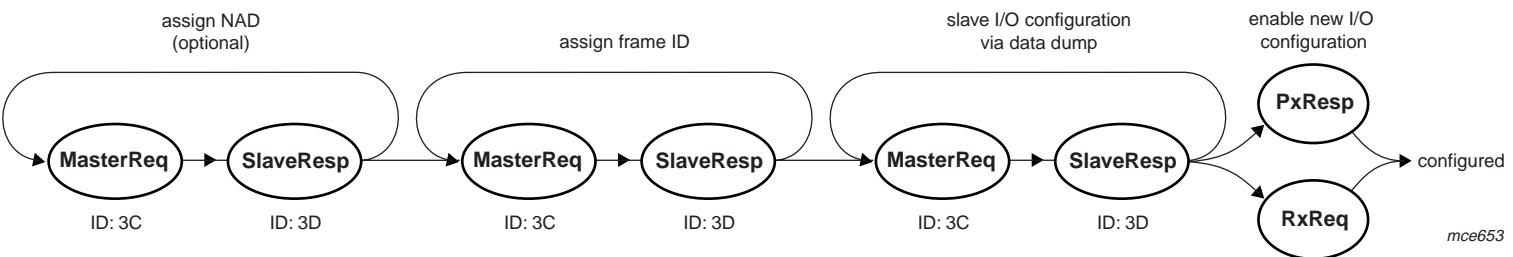 assign NAD
(optional)
assign frame ID
slave I/O configuration
via data dump
enable new I/O
configuration
MasterReq
SlaveResp
MasterReq
SlaveResp
MasterReq
SlaveResp
PxResp
RxReq
configured
ID: 3C
ID: 3D
ID: 3C
ID: 3D
ID: 3C
ID: 3D
mce653